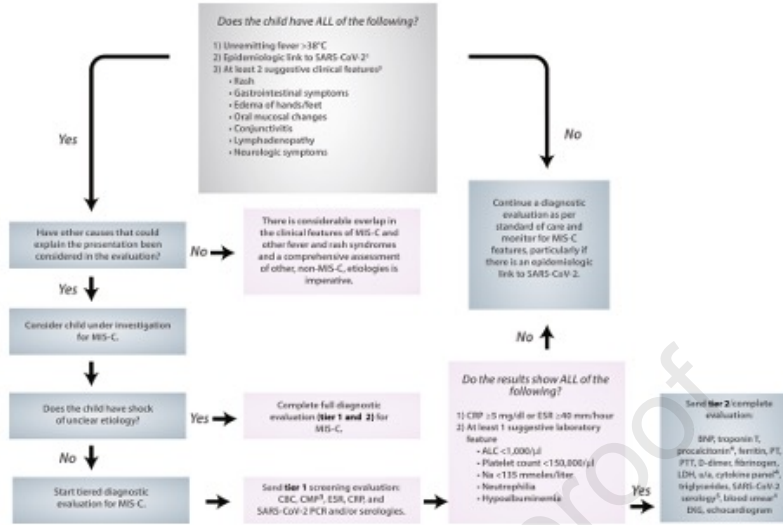 Does the child have ALL of the following?
1) Unremitting fever >38°C
2) Epidemiologic link to SARS-CoV-2¹
3) At least 2 suggestive clinical features²
• Rash
• Gastrointestinal symptoms
• Edema of hands/feet
• Oral mucosal changes
• Conjunctivitis
• Lymphadenopathy
• Neurologic symptoms
Yes
No
Have other causes that could
explain the presentation been
considered in the evaluation?
No
There is considerable overlap in
the clinical features of MIS-C and
other fever and rash syndromes
and a comprehensive assessment
of other, non-MIS-C, etiologies is
imperative.
Continue a diagnostic
evaluation as per
standard of care and
monitor for MIS-C
features, particularly if
there is an epidemiologic
link to SARS-CoV-2.
Yes
Consider child under investigation
for MIS-C.
No
Does the child have shock
of unclear etiology?
Yes
Complete full diagnostic
evaluation (tier 1 and 2) for
MIS-C.
Do the results show ALL of the
following?
1) CRP ≥5 mg/dl or ESR ≥40 mm/hour
2) At least 1 suggestive laboratory
feature
• ALC <1,000/µl
• Platelet count <150,000/µl
• Na <135 mmoles/liter
• Neutrophilia
• Hypoalbuminemia
Yes
Send tier 2/complete
evaluation:
BNP, troponin T,
procalcitonin⁴, ferritin, PT,
PTT, D-dimer, fibrinogen,
LDH, u/a, cytokine panel⁴,
triglycerides, SARS-CoV-2
serology⁵, blood smear⁴
EKG, echocardiogram
No
Start tiered diagnostic
evaluation for MIS-C.
Send tier 1 screening evaluation:
CBC, CMP³, ESR, CRP, and
SARS-CoV-2 PCR and/or serologies.
proof